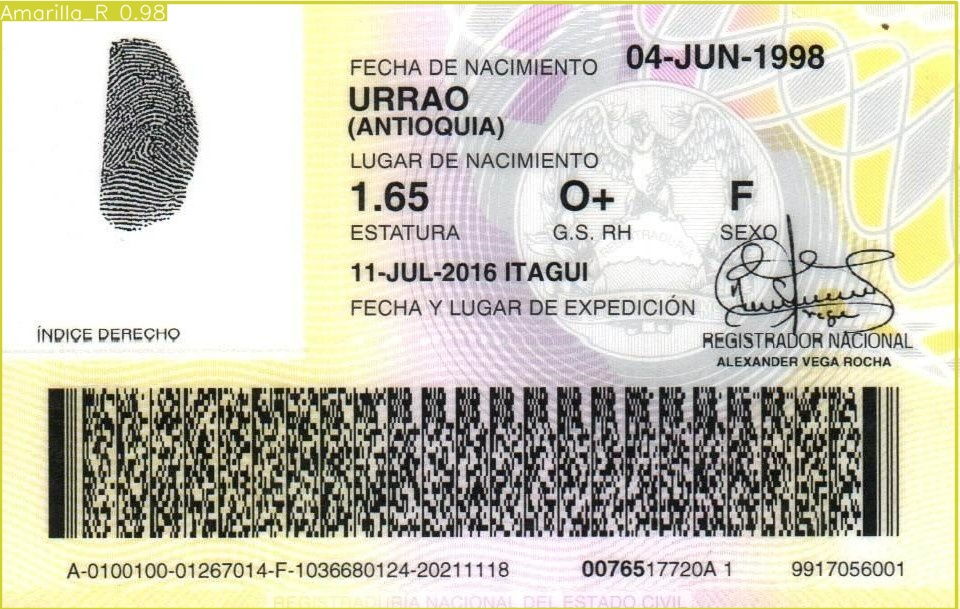 Amarilla_R 0.98
FECHA DE NACIMIENTO 04-JUN-1998
URRAO
(ANTIOQUIA)
LUGAR DE NACIMIENTO
1.65 O+ F
ESTATURA G.S. RH SEXO
11-JUL-2016 ITAGUI
FECHA Y LUGAR DE EXPEDICIÓN
ÍNDICE DERECHO
REGISTRADOR NACIONAL
ALEXANDER VEGA ROCHA
A-0100100-01267014-F-1036680124-20211118 0076517720A 1 9917056001
REGISTRADURÍA NACIONAL DEL ESTADO CIVIL